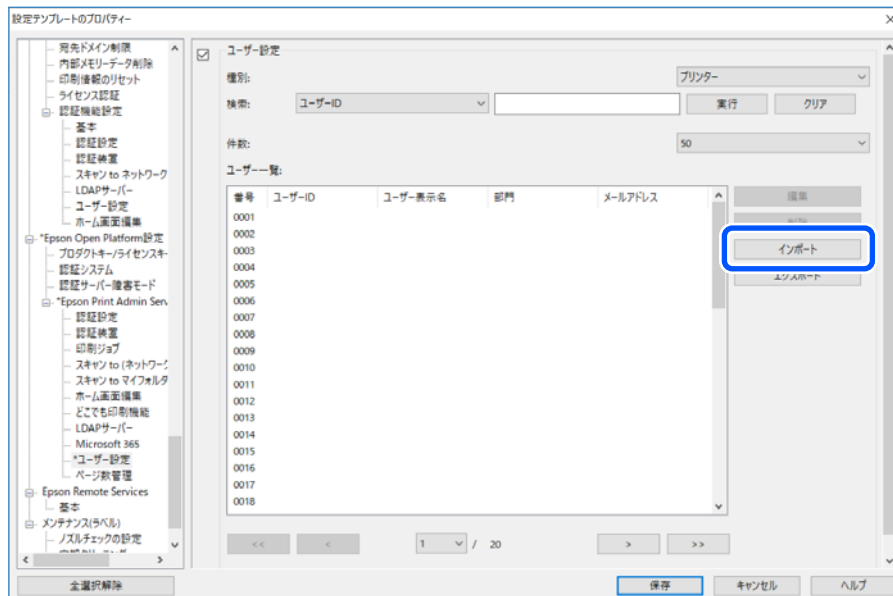 設定テンプレートのプロパティー
宛先ドメイン制限
内部メモリーデータ削除
印刷情報のリセット
ライセンス認証
認証機能設定
基本
認証設定
認証装置
スキャン to ネットワーク
LDAPサーバー
ユーザー設定
ホーム画面編集
*Epson Open Platform設定
プロダクトキー/ライセンスキー
認証システム
認証サーバー障害モード
*Epson Print Admin Serv
認証設定
認証装置
印刷ジョブ
スキャン to (ネットワーク
スキャン to マイフォルダ
ホーム画面編集
どこでも印刷機能
LDAPサーバー
Microsoft 365
*ユーザー設定
ページ数管理
Epson Remote Services
基本
メンテナンス(ラベル)
ノズルチェックの設定
全選択解除
ユーザー設定
種別:
プリンター
検索:
ユーザーID
実行
クリア
件数:
50
ユーザー一覧:
番号 ユーザーID ユーザー表示名 部門 メールアドレス
0001
0002
0003
0004
0005
0006
0007
0008
0009
0010
0011
0012
0013
0014
0015
0016
0017
0018
編集
インポート
エクスポート
<< < 1 / 20 > >>
保存 キャンセル ヘルプ